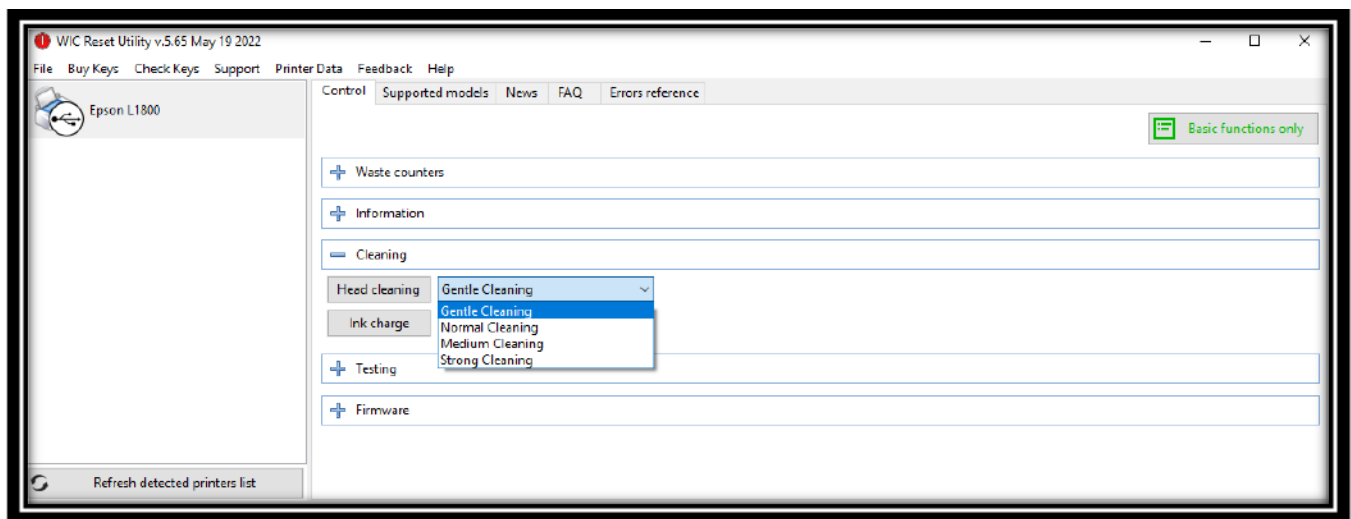 WIC Reset Utility v.5.65 May 19 2022
File Buy Keys Check Keys Support Printer Data Feedback Help
Epson L1800
Control Supported models News FAQ Errors reference
Basic functions only
Waste counters
Information
Cleaning
Head cleaning Gentle Cleaning
Gentle Cleaning
Ink charge Normal Cleaning
Medium Cleaning
Strong Cleaning
Testing
Firmware
Refresh detected printers list